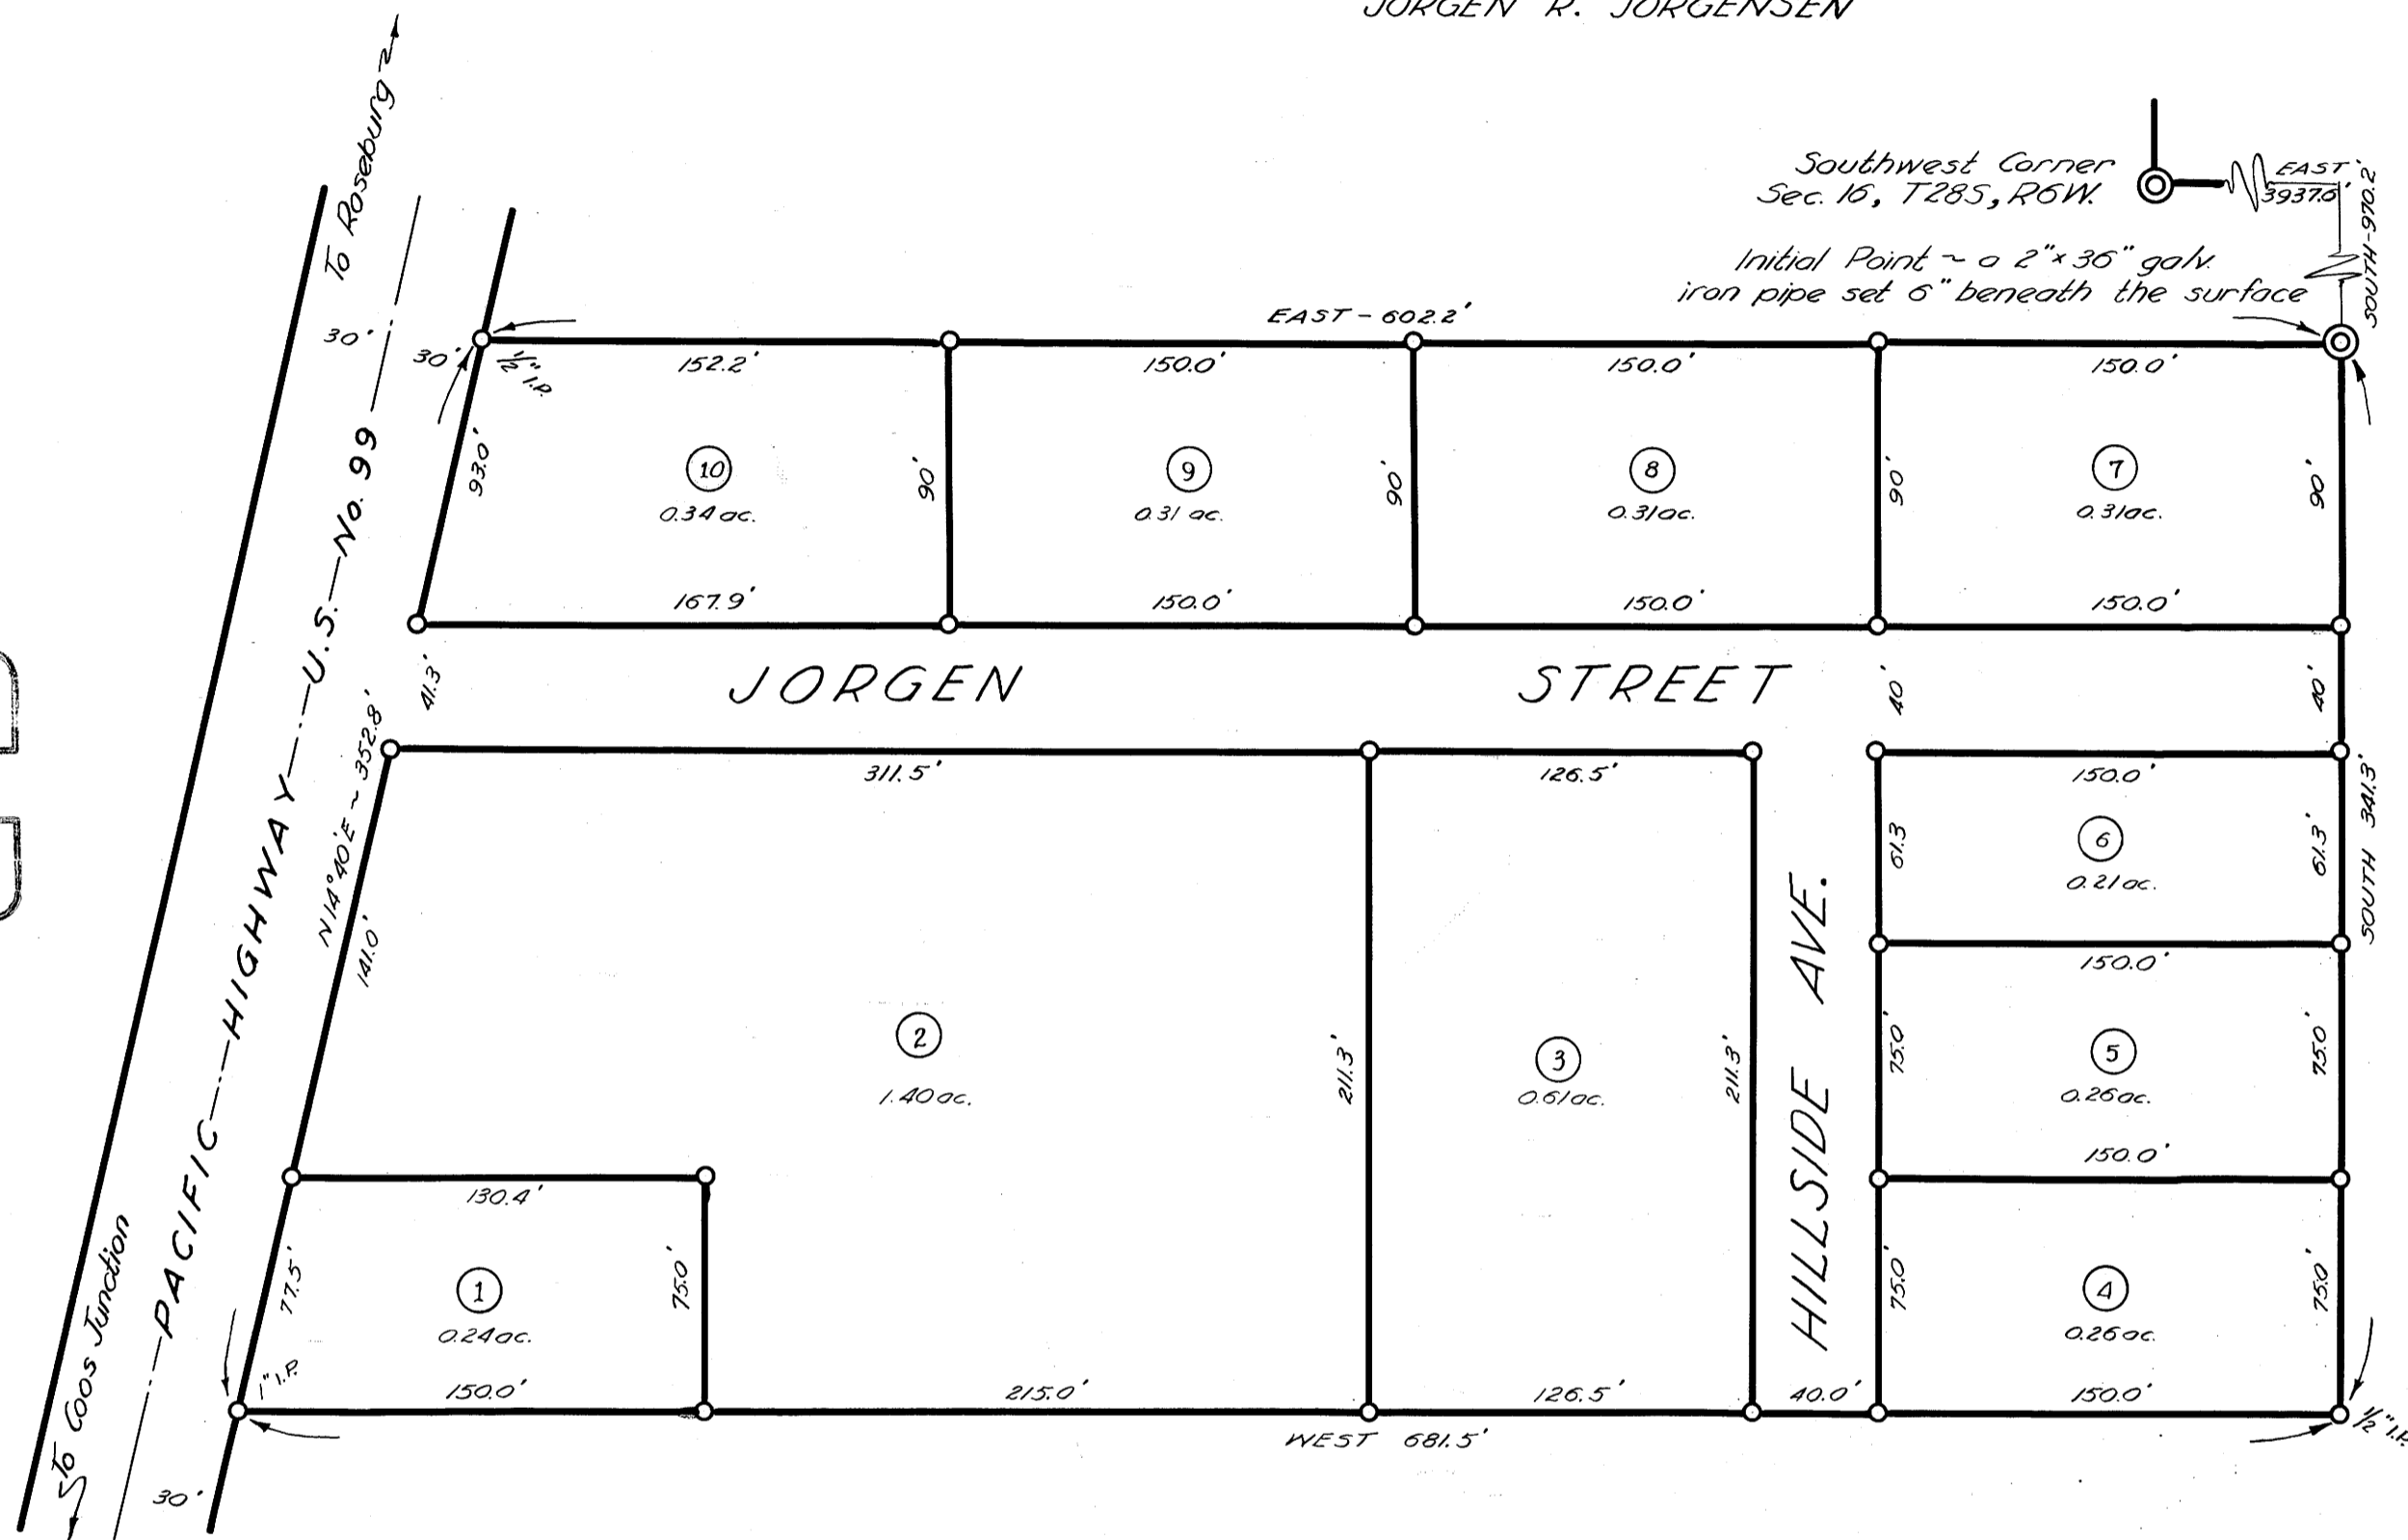 JORGEN R. JORGENSEN
To Roseburg
Southwest Corner
Sec. 16, T28S, R6W.
EAST
3937.6'
SOUTH-970.2'
Initial Point ~ a 2"x 36" galv.
iron pipe set 6" beneath the surface
EAST - 602.2'
30'
30'
1/2" I.P.
152.2'
150.0'
150.0'
150.0'
93.0'
10
0.34 ac.
90'
9
0.31 ac.
90'
8
0.31 ac.
90'
7
0.31 ac.
90'
167.9'
150.0'
150.0'
150.0'
41.3'
JORGEN STREET
40'
40'
PACIFIC HIGHWAY U.S. No. 99
N14°40'E ~ 352.8'
311.5'
126.5'
150.0'
141.0'
61.3
6
0.21 ac.
61.3'
SOUTH 341.3'
150.0'
2
1.40 ac.
211.3'
3
0.61 ac.
211.3'
HILLSIDE AVE.
75.0'
5
0.26 ac.
75.0'
150.0'
130.4'
77.5'
1
0.24 ac.
75.0'
75.0'
4
0.26 ac.
75.0'
To Coos Junction
1" I.P.
150.0'
215.0'
126.5'
40.0'
150.0'
1/2" I.P.
WEST 681.5'
30'